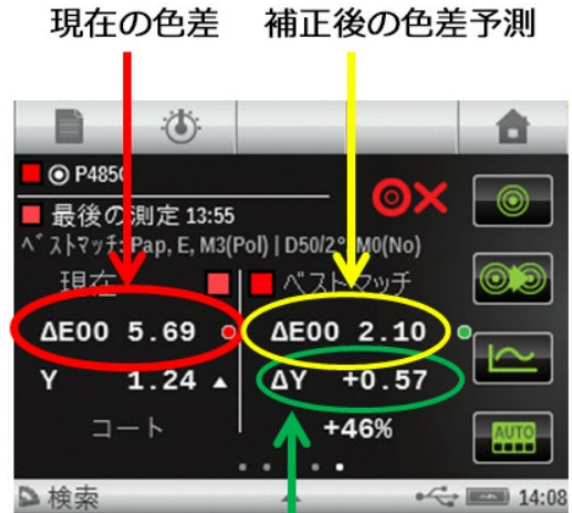 現在の色差 補正後の色差予測
P485
最後の測定 13:55
ベストマッチ: Pap, E, M3(Pol) | D50/2° M0(No)
現在 ベストマッチ
ΔE00 5.69 ΔE00 2.10
Y 1.24 ▲ ΔY +0.57
コート +46%
AUTO
検索 14:08